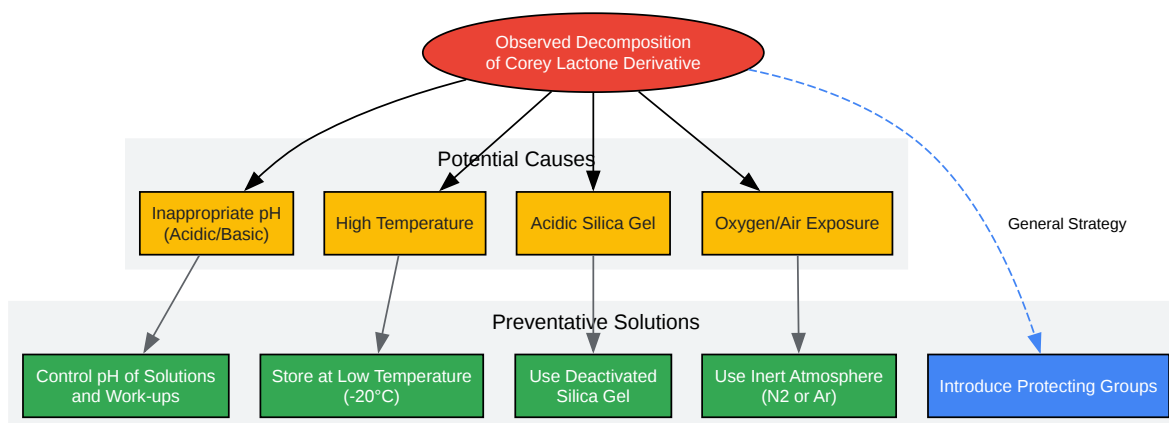 Observed Decomposition
of Corey Lactone Derivative
Potential Causes
Inappropriate pH
(Acidic/Basic)
High Temperature
Acidic Silica Gel
Oxygen/Air Exposure
General Strategy
Preventative Solutions
Control pH of Solutions
and Work-ups
Store at Low Temperature
(-20°C)
Use Deactivated
Silica Gel
Use Inert Atmosphere
(N2 or Ar)
Introduce Protecting Groups